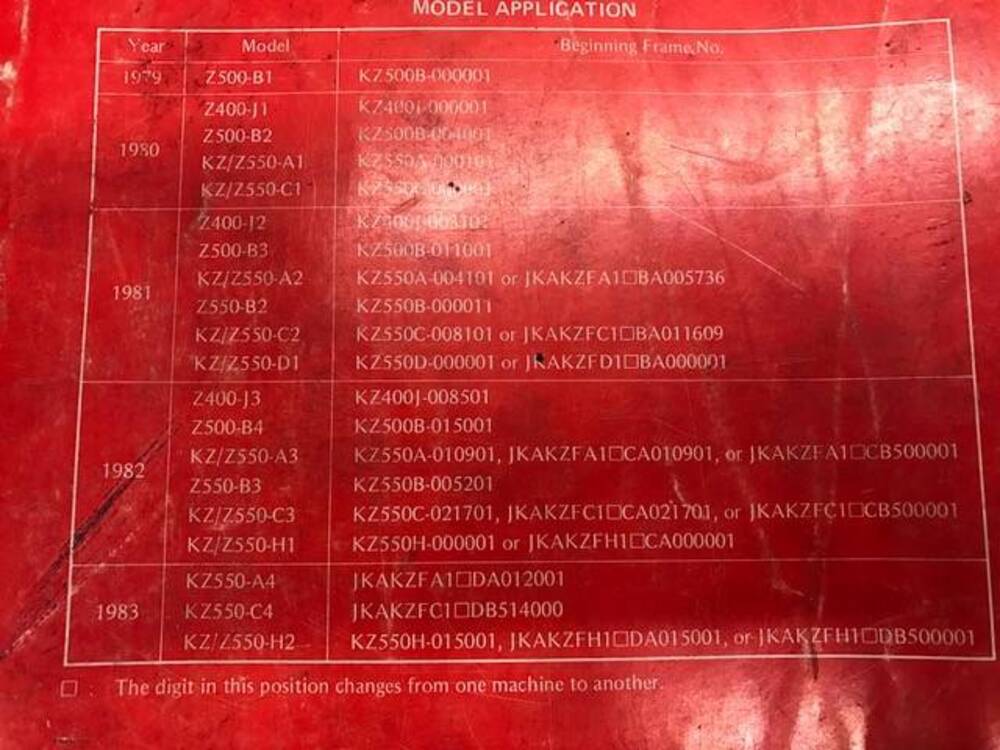 MODEL APPLICATION
Year Model Beginning Frame No.
1979 Z500-B1 KZ500B-000001
Z400-J1 KZ400J-000001
Z500-B2 KZ500B-004001
1980
KZ/Z550-A1 KZ550A-000101
KZ/Z550-C1
Z400-J2
Z500-B3 KZ500B-011001
KZ/Z550-A2 KZ550A-004101 or JKAKZFA1□BA005736
1981
Z550-B2 KZ550B-000011
KZ/Z550-C2 KZ550C-008101 or JKAKZFC1□BA011609
KZ/Z550-D1 KZ550D-000001 or JKAKZFD1□BA000001
Z400-J3 KZ400J-008501
Z500-B4 KZ500B-015001
KZ/Z550-A3 KZ550A-010901, JKAKZFA1□CA010901, or JKAKZFA1□CB500001
1982
Z550-B3 KZ550B-005201
KZ/Z550-C3 KZ550C-021701, JKAKZFC1□CA021701, or JKAKZFC1□CB500001
KZ/Z550-H1 KZ550H-000001 or JKAKZFH1□CA000001
KZ550-A4 JKAKZFA1□DA012001
1983 KZ550-C4 JKAKZFC1□DB514000
KZ/Z550-H2 KZ550H-015001, JKAKZFH1□DA015001, or JKAKZFH1□DB500001
□ : The digit in this position changes from one machine to another.